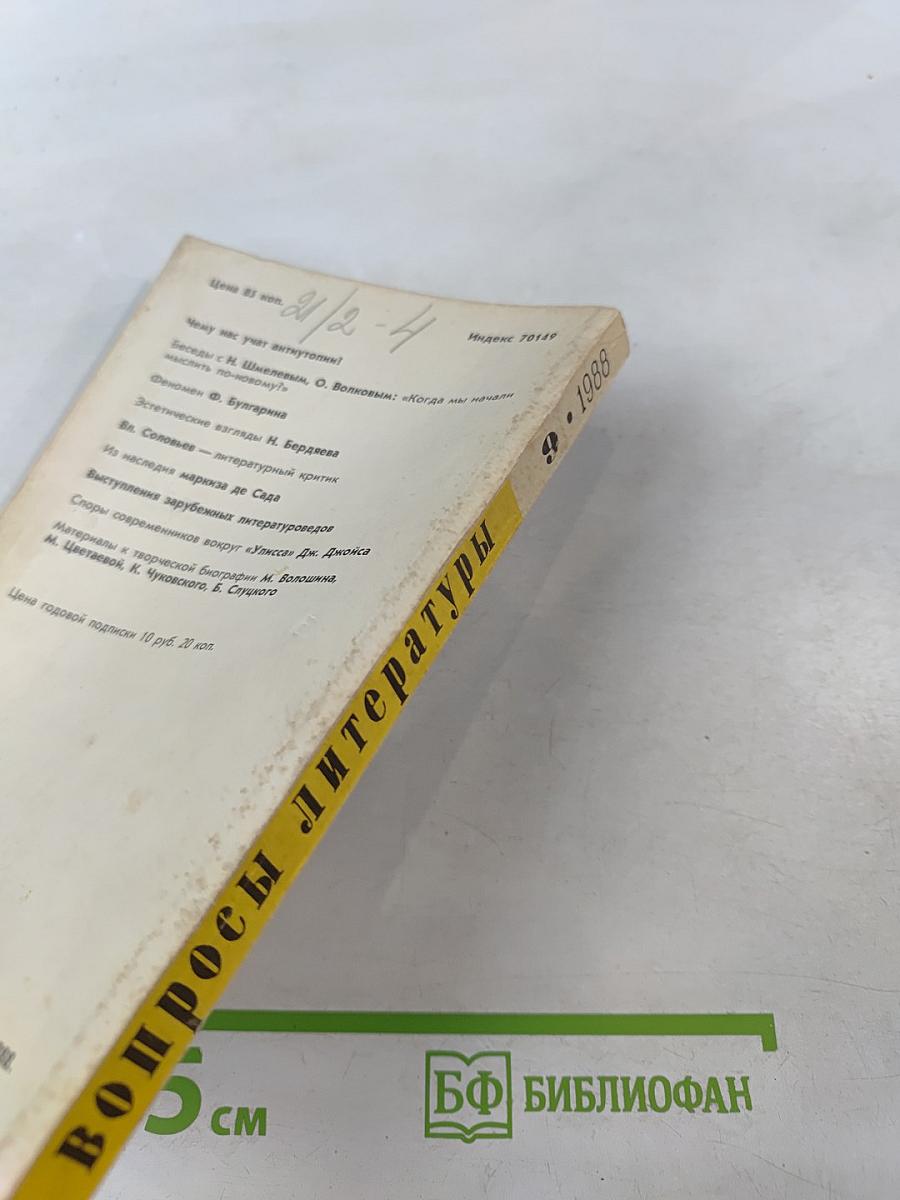 Цена 85 коп.
21/2 - 4
Индекс 70149
Чему нас учат антиутопии?
Беседы с Н. Шмелевым, О. Волковым: «Когда мы начали
мыслить по-новому?»
Феномен Ф. Булгарина
Эстетические взгляды Н. Бердяева
Вл. Соловьев — литературный критик
Из наследия маркиза де Сада
Выступления зарубежных литературоведов
Споры современников вокруг «Улисса» Дж. Джойса
Материалы к творческой биографии М. Волошина,
М. Цветаевой, К. Чуковского, Б. Слуцкого
Цена годовой подписки 10 руб. 20 коп.
вопросы литературы 9 • 1988
5 см
БФ БИБЛИОФАН